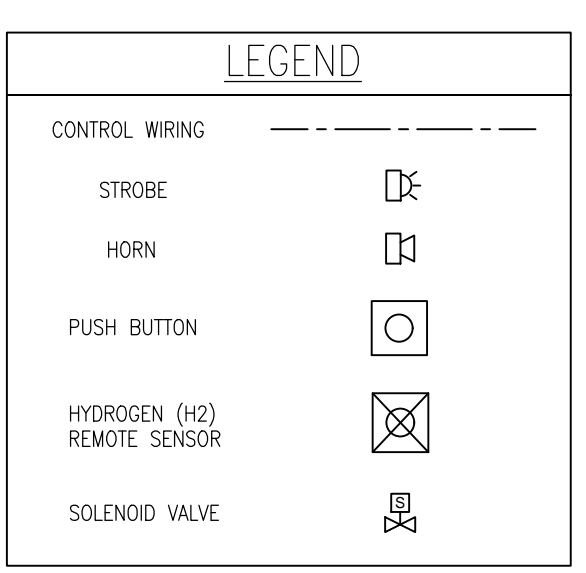 LEGEND
CONTROL WIRING
STROBE
HORN
PUSH BUTTON
HYDROGEN (H2)
REMOTE SENSOR
SOLENOID VALVE
S